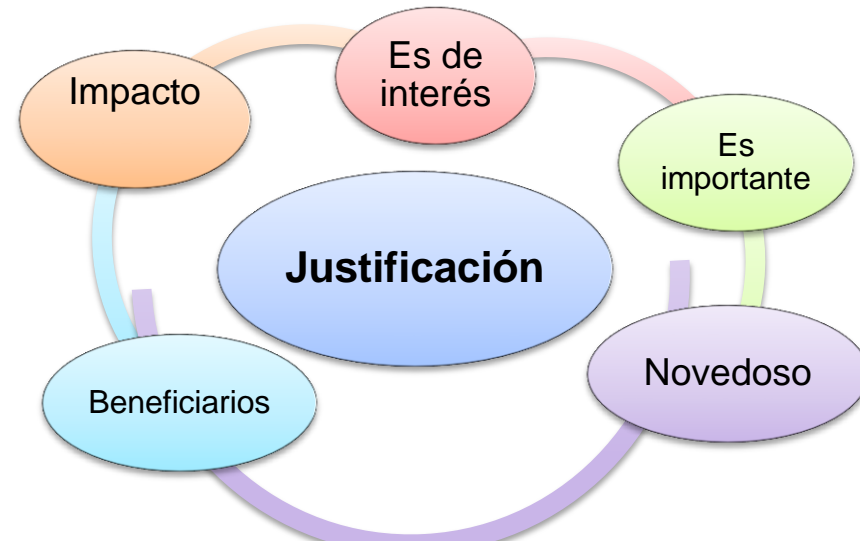 Es de
interés
Impacto
Es
importante
Justificación
Novedoso
Beneficiarios